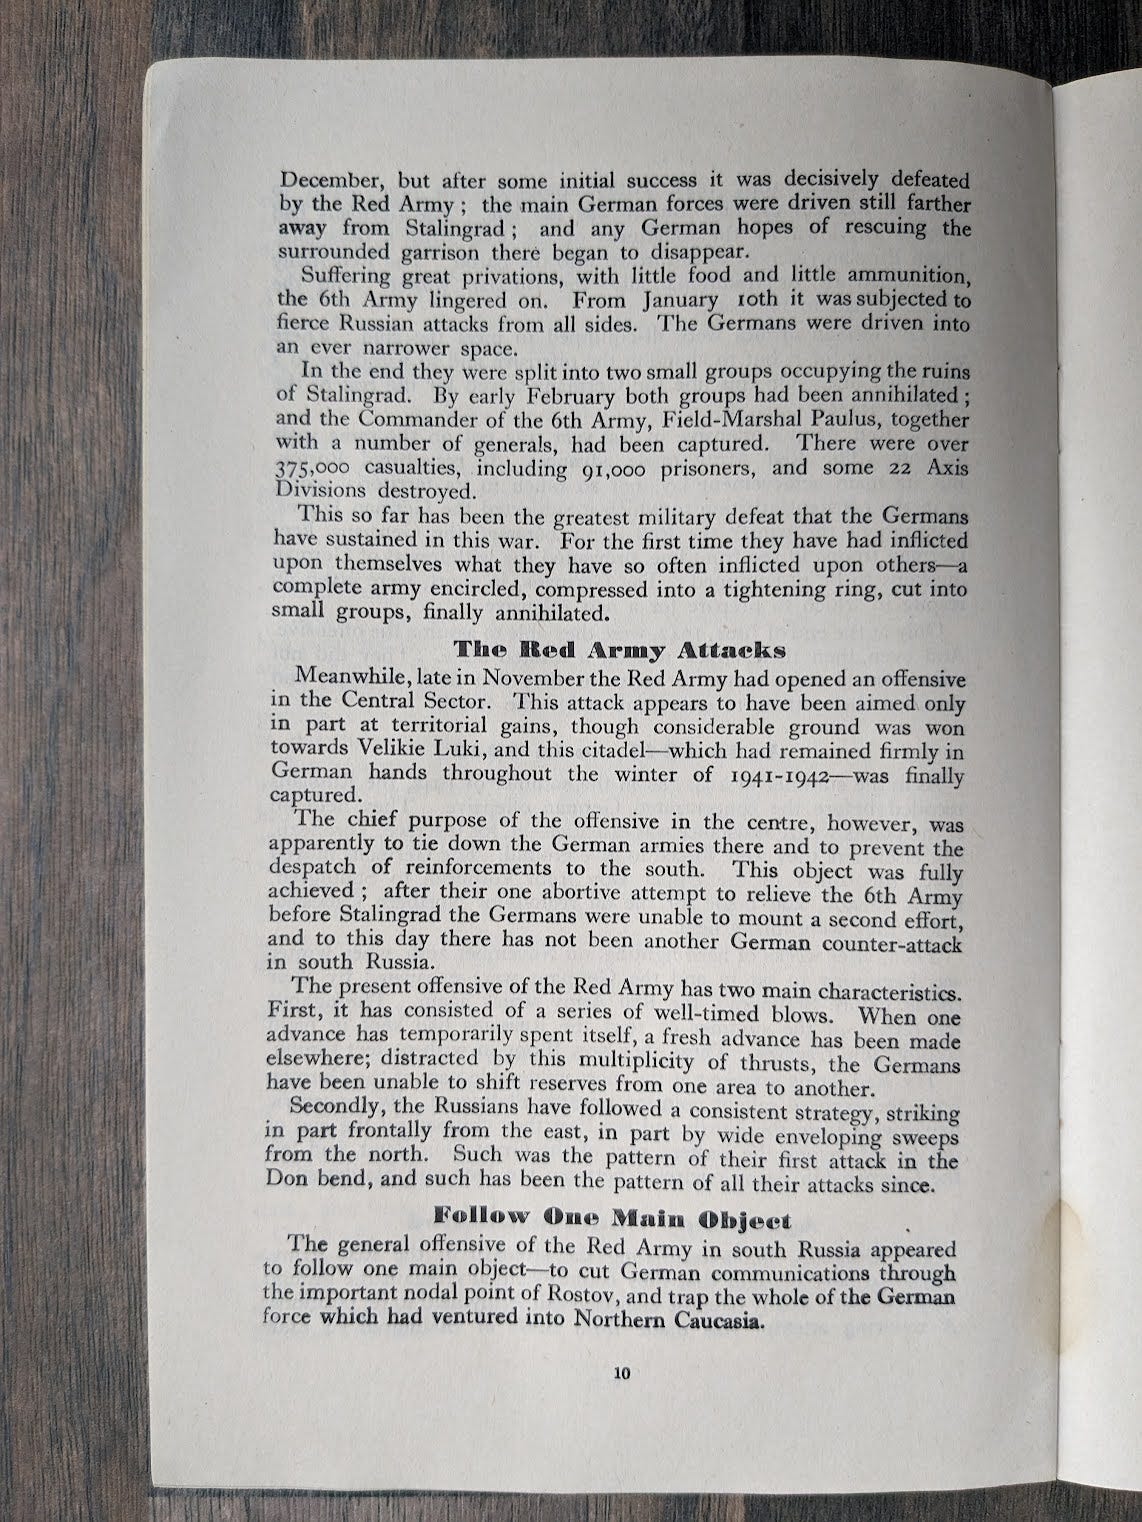 December, but after some initial success it was decisively defeated
by the Red Army ; the main German forces were driven still farther
away from Stalingrad ; and any German hopes of rescuing the
surrounded garrison there began to disappear.
Suffering great privations, with little food and little ammunition,
the 6th Army lingered on. From January 10th it was subjected to
fierce Russian attacks from all sides. The Germans were driven into
an ever narrower space.
In the end they were split into two small groups occupying the ruins
of Stalingrad. By early February both groups had been annihilated ;
and the Commander of the 6th Army, Field-Marshal Paulus, together
with a number of generals, had been captured. There were over
375,000 casualties, including 91,000 prisoners, and some 22 Axis
Divisions destroyed.
This so far has been the greatest military defeat that the Germans
have sustained in this war. For the first time they have had inflicted
upon themselves what they have so often inflicted upon others—a
complete army encircled, compressed into a tightening ring, cut into
small groups, finally annihilated.
The Red Army Attacks
Meanwhile, late in November the Red Army had opened an offensive
in the Central Sector. This attack appears to have been aimed only
in part at territorial gains, though considerable ground was won
towards Velikie Luki, and this citadel—which had remained firmly in
German hands throughout the winter of 1941-1942—was finally
captured.
The chief purpose of the offensive in the centre, however, was
apparently to tie down the German armies there and to prevent the
despatch of reinforcements to the south. This object was fully
achieved ; after their one abortive attempt to relieve the 6th Army
before Stalingrad the Germans were unable to mount a second effort,
and to this day there has not been another German counter-attack
in south Russia.
The present offensive of the Red Army has two main characteristics.
First, it has consisted of a series of well-timed blows. When one
advance has temporarily spent itself, a fresh advance has been made
elsewhere; distracted by this multiplicity of thrusts, the Germans
have been unable to shift reserves from one area to another.
Secondly, the Russians have followed a consistent strategy, striking
in part frontally from the east, in part by wide enveloping sweeps
from the north. Such was the pattern of their first attack in the
Don bend, and such has been the pattern of all their attacks since.
Follow One Main Object
The general offensive of the Red Army in south Russia appeared
to follow one main object—to cut German communications through
the important nodal point of Rostov, and trap the whole of the German
force which had ventured into Northern Caucasia.
10